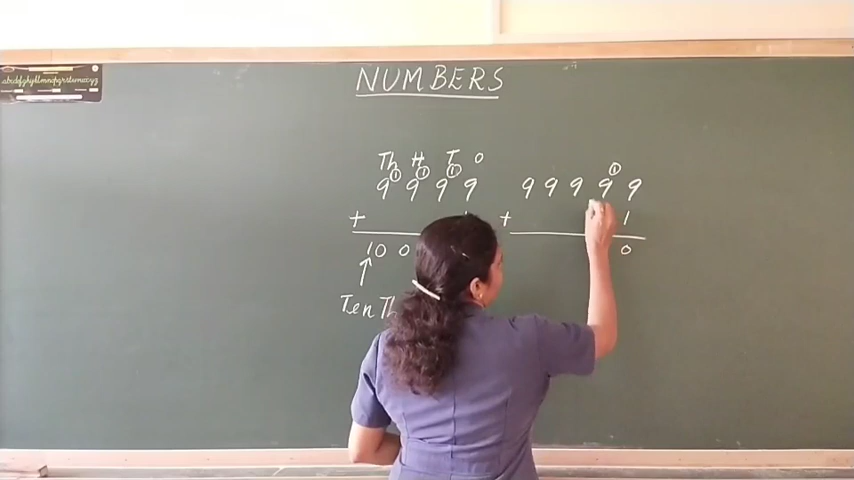 abcdefghijklmnopqrstuvwxyz
NUMBERS
Th H T O
① ① ① ①
9 9 9 9 9 9 9 9 9
+ + 1
10 0 0
↑
Ten Th